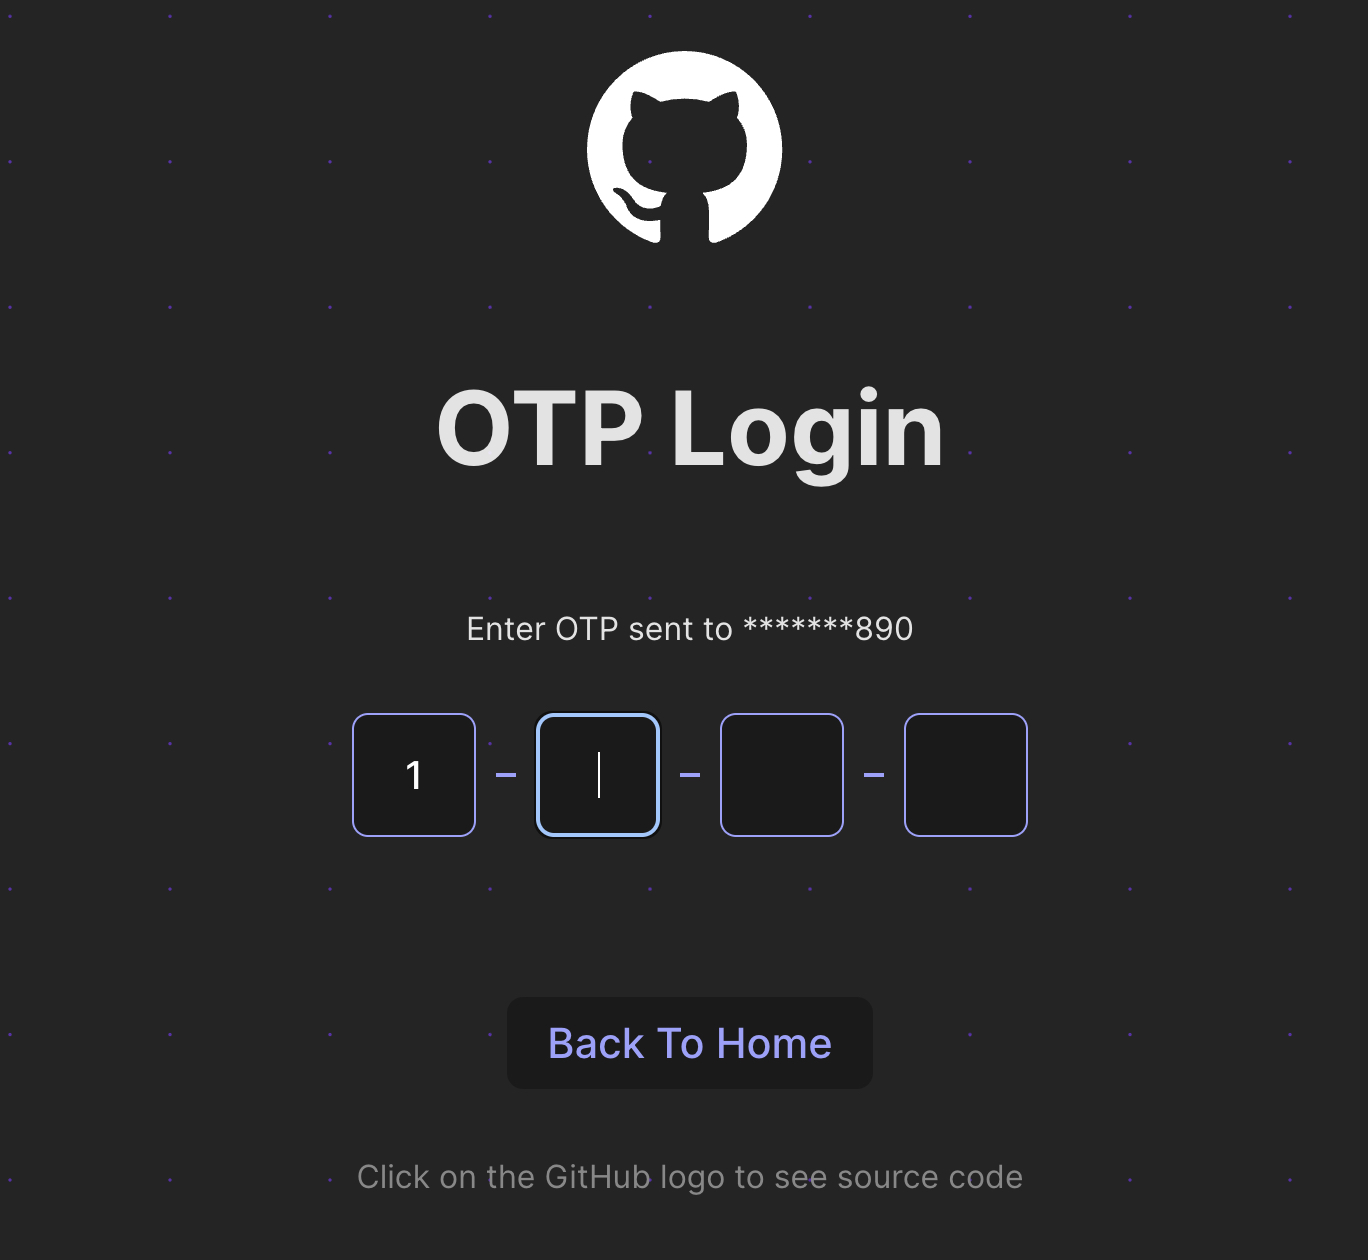 OTP Login
Enter OTP sent to *******890
1 – – –
Back To Home
Click on the GitHub logo to see source code